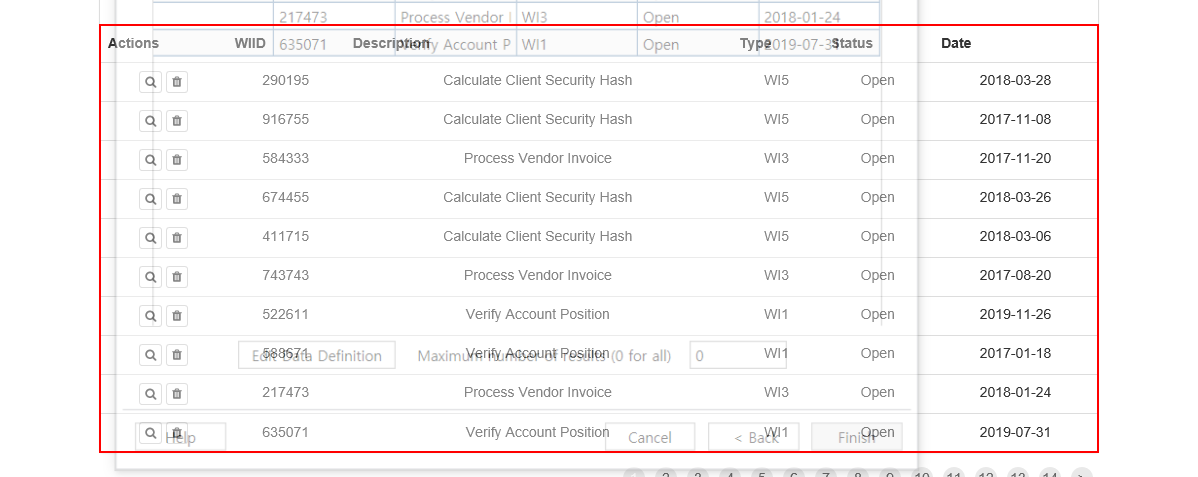 217473 Process Vendor WI3 Open 2018-01-24
635071 Verify Account P WI1 Open 2019-07-31
Actions WIID Description Type Status Date
290195 Calculate Client Security Hash WI5 Open 2018-03-28
916755 Calculate Client Security Hash WI5 Open 2017-11-08
584333 Process Vendor Invoice WI3 Open 2017-11-20
674455 Calculate Client Security Hash WI5 Open 2018-03-26
411715 Calculate Client Security Hash WI5 Open 2018-03-06
743743 Process Vendor Invoice WI3 Open 2017-08-20
522611 Verify Account Position WI1 Open 2019-11-26
588671 Verify Account Position WI1 Open 2017-01-18
Edit Data Definition Maximum number of results (0 for all) 0
217473 Process Vendor Invoice WI3 Open 2018-01-24
635071 Verify Account Position WI1 Open 2019-07-31
Help Cancel < Back Finish
1 2 3 4 5 6 7 8 9 10 11 12 13 14 >